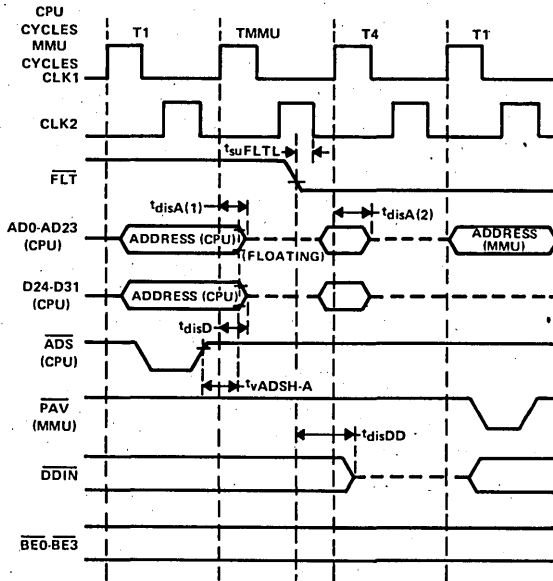 CPU
CYCLES T1 TMMU T4 T1
MMU
CYCLES
CLK1
CLK2
tsuFLTL
FLT
tdisA(1) tdisA(2)
AD0-AD23
(CPU)
ADDRESS (CPU)
(FLOATING)
ADDRESS
(MMU)
D24-D31
(CPU)
ADDRESS (CPU)
tdisD
ADS
(CPU)
tvADSH-A
PAV
(MMU)
tdisDD
DDIN
BE0-BE3